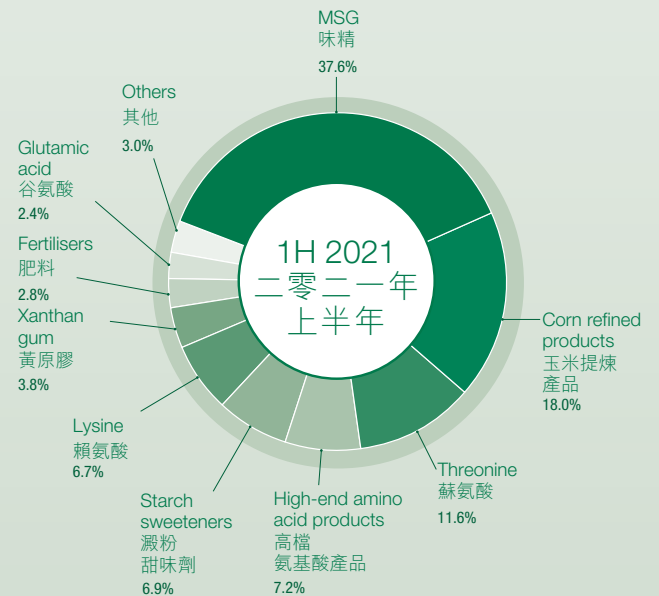 MSG
味精
37.6%
Others
其他
3.0%
Glutamic
acid
谷氨酸
2.4%
Fertilisers
肥料
2.8%
Xanthan
gum
黃原膠
3.8%
Lysine
賴氨酸
6.7%
Starch
sweeteners
澱粉
甜味劑
6.9%
High-end amino
acid products
高檔
氨基酸產品
7.2%
Threonine
蘇氨酸
11.6%
Corn refined
products
玉米提煉
產品
18.0%
1H 2021
二零二一年
上半年